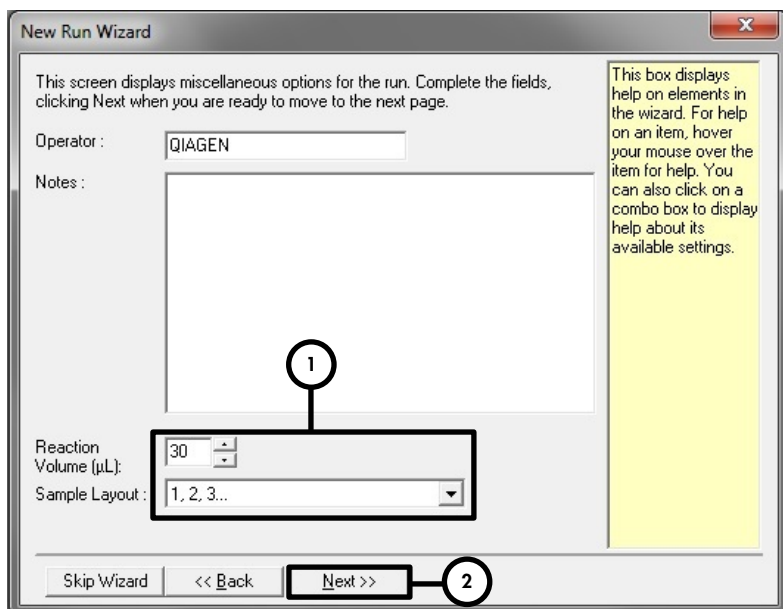 New Run Wizard
This screen displays miscellaneous options for the run. Complete the fields,
clicking Next when you are ready to move to the next page.
Operator :
QIAGEN
Notes :
1
Reaction
Volume (µL):
30
Sample Layout :
1, 2, 3...
Skip Wizard
<< Back
Next >>
2
This box displays
help on elements in
the wizard. For help
on an item, hover
your mouse over the
item for help. You
can also click on a
combo box to display
help about its
available settings.